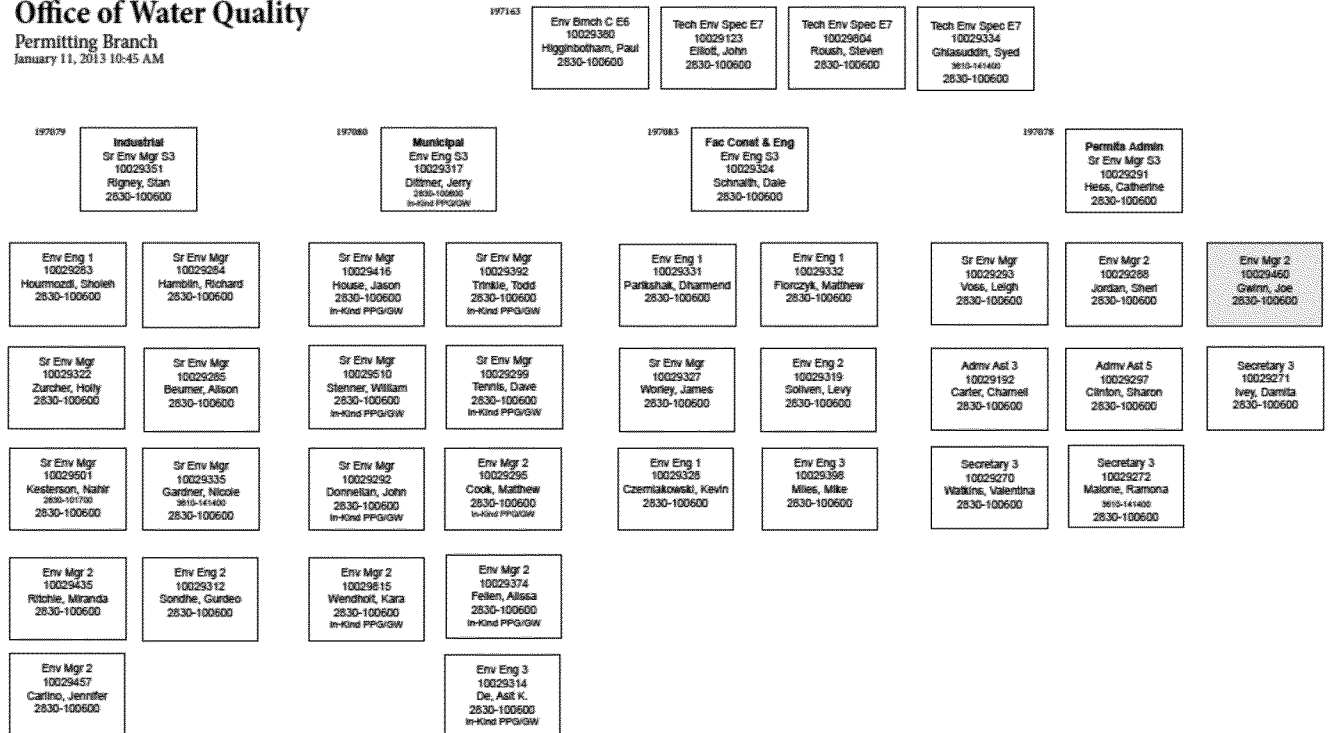 Office of Water Quality
Permitting Branch
January 11, 2013 10:45 AM
197163
Env Brnch C E6
10029380
Higginbotham, Paul
2830-100600
Tech Env Spec E7
10029123
Elliott, John
2830-100600
Tech Env Spec E7
10029804
Roush, Steven
2830-100600
Tech Env Spec E7
10029334
Ghiasuddin, Syed
3610-141400
2830-100600
197079
Industrial
Sr Env Mgr S3
10029351
Rigney, Stan
2830-100600
197080
Municipal
Env Eng S3
10029317
Dittmer, Jerry
2830-100600
In-Kind PPG/GW
197083
Fac Const & Eng
Env Eng S3
10029324
Schnaith, Dale
2830-100600
197078
Permits Admin
Sr Env Mgr S3
10029291
Hess, Catherine
2830-100600
Env Eng 1
10029283
Hourmozdi, Sholeh
2830-100600
Sr Env Mgr
10029284
Hamblin, Richard
2830-100600
Sr Env Mgr
10029416
House, Jason
2830-100600
In-Kind PPG/GW
Sr Env Mgr
10029392
Trinkle, Todd
2830-100600
In-Kind PPG/GW
Env Eng 1
10029331
Parikshak, Dharmend
2830-100600
Env Eng 1
10029332
Fiorczyk, Matthew
2830-100600
Sr Env Mgr
10029293
Voss, Leigh
2830-100600
Env Mgr 2
10029288
Jordan, Sheri
2830-100600
Env Mgr 2
10029460
Gwinn, Joe
2830-100600
Sr Env Mgr
10029322
Zurcher, Holly
2830-100600
Sr Env Mgr
10029285
Beumer, Alison
2830-100600
Sr Env Mgr
10029510
Stenner, William
2830-100600
In-Kind PPG/GW
Sr Env Mgr
10029299
Tennis, Dave
2830-100600
In-Kind PPG/GW
Sr Env Mgr
10029327
Worley, James
2830-100600
Env Eng 2
10029319
Soliven, Levy
2830-100600
Admv Ast 3
10029192
Carter, Charnell
2830-100600
Admv Ast 5
10029297
Clinton, Sharon
2830-100600
Secretary 3
10029271
Ivey, Damita
2830-100600
Sr Env Mgr
10029501
Kesterson, Nahir
2830-101700
2830-100600
Sr Env Mgr
10029335
Gardner, Nicole
3610-141400
2830-100600
Sr Env Mgr
10029292
Donnellan, John
2830-100600
In-Kind PPG/GW
Env Mgr 2
10029295
Cook, Matthew
2830-100600
In-Kind PPG/GW
Env Eng 1
10029328
Czerniakowski, Kevin
2830-100600
Env Eng 3
10029398
Miles, Mike
2830-100600
Secretary 3
10029270
Watkins, Valentina
2830-100600
Secretary 3
10029272
Malone, Ramona
3610-141400
2830-100600
Env Mgr 2
10029435
Ritchie, Miranda
2830-100600
Env Eng 2
10029312
Sondhe, Gurdeo
2830-100600
Env Mgr 2
10029815
Wendholt, Kara
2830-100600
In-Kind PPG/GW
Env Mgr 2
10029374
Fellen, Alissa
2830-100600
In-Kind PPG/GW
Env Mgr 2
10029457
Carlino, Jennifer
2830-100600
Env Eng 3
10029314
De, Asit K.
2830-100600
In-Kind PPG/GW